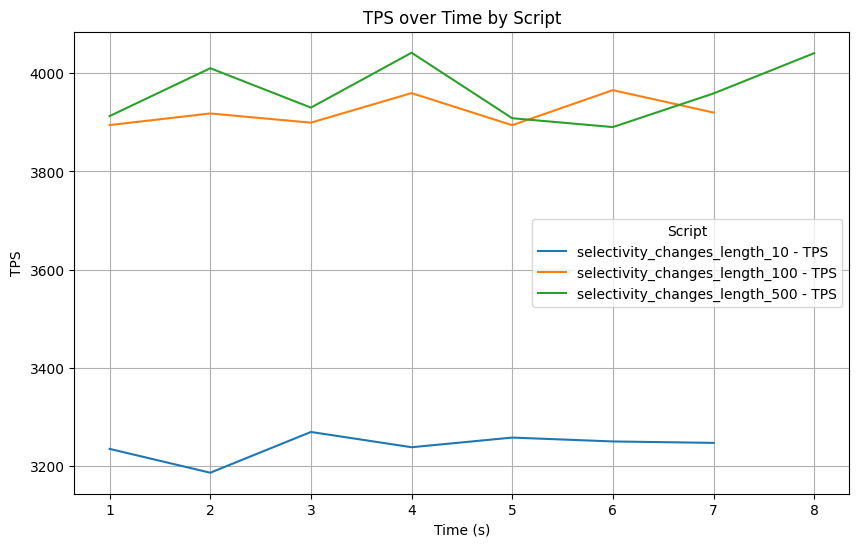 TPS over Time by Script
TPS
4000
3800
3600
3400
3200
Script
selectivity_changes_length_10 - TPS
selectivity_changes_length_100 - TPS
selectivity_changes_length_500 - TPS
1 2 3 4 5 6 7 8
Time (s)